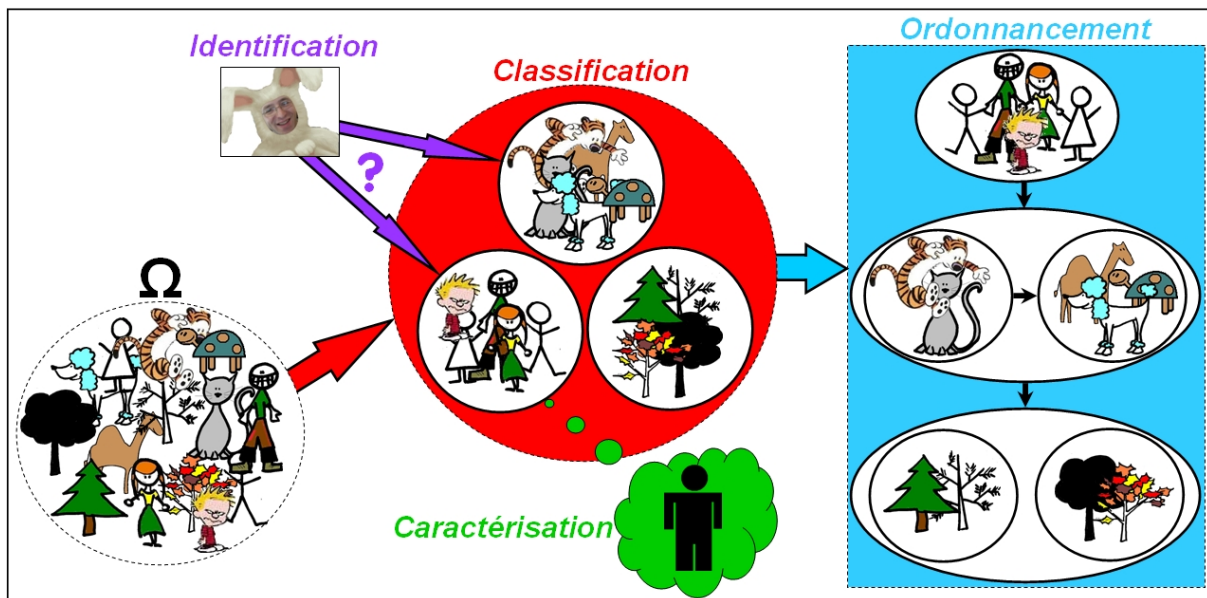 Identification
Classification
Ordonnancement
?
Ω
Caractérisation